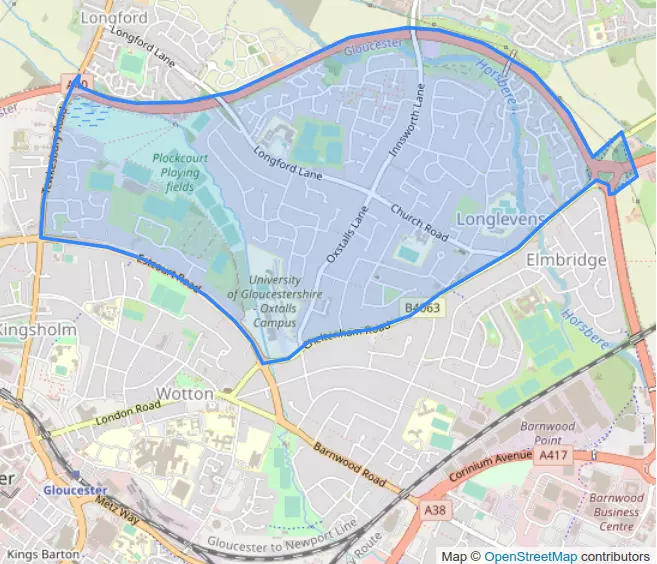 Longford
Longford Lane
Gloucester
Horsbere
Tewkesbury Road
Innsworth Lane
Plockcourt
Playing
fields
Longford Lane
Church Road
Longlevens
Oxstalls Lane
Elmbridge
Estcourt Road
University
of Gloucestershire
Oxtalls
Campus
B4063
Horsbere
Kingsholm
Cheltenham Road
Wotton
London Road
Barnwood
Point
Barnwood Road
Corinium Avenue
A417
Gloucester
Metz Way
A38
Barnwood
Business
Centre
Gloucester to Newport Line
Route
Kings Barton
Map © OpenStreetMap contributors